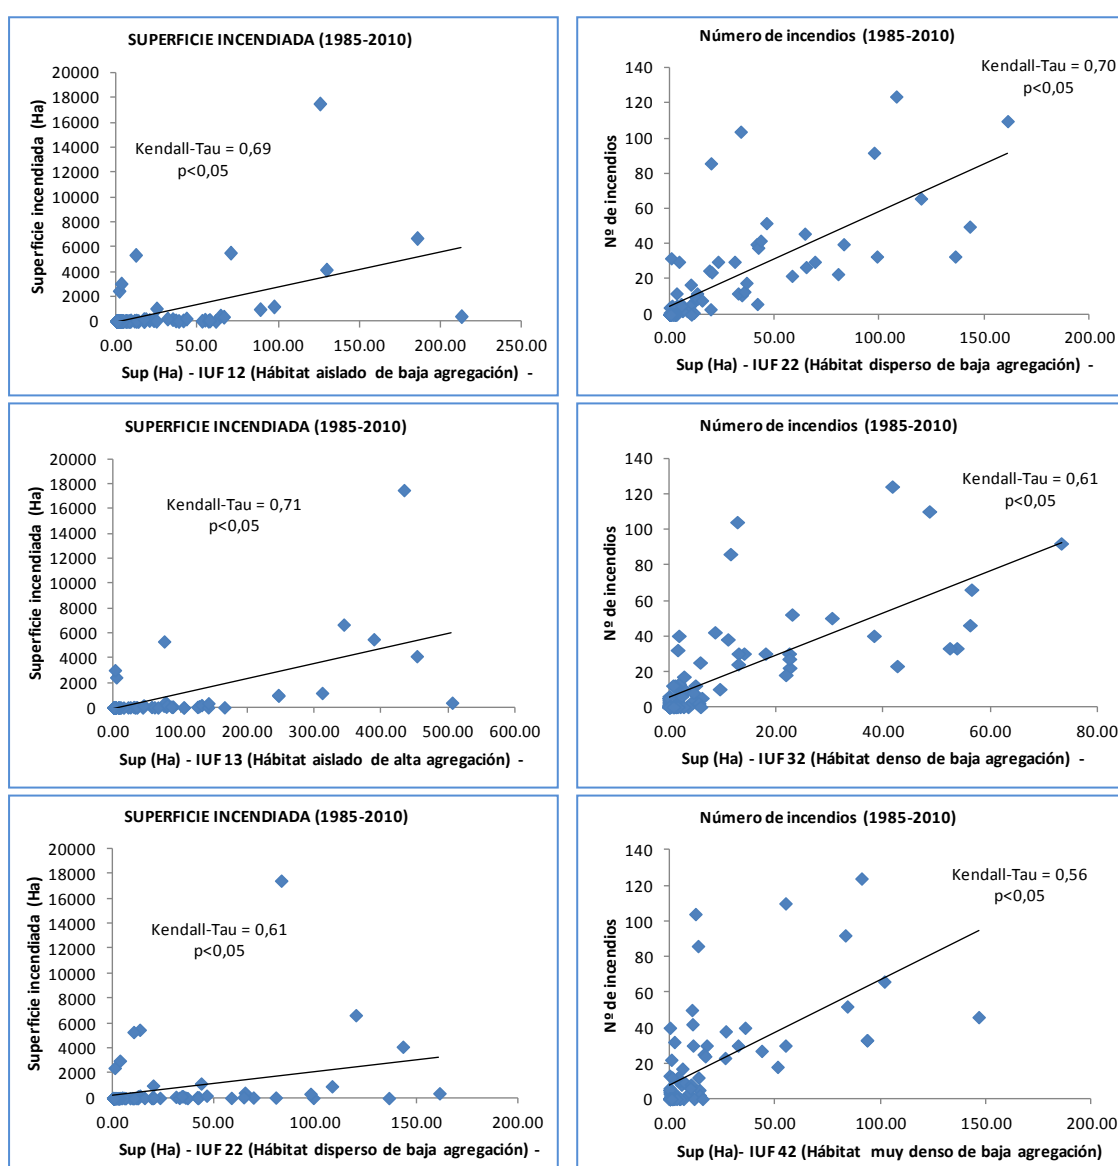 SUPERFICIE INCENDIADA (1985-2010)
Superficie incendiada (Ha)
20000
18000
16000
14000
12000
10000
8000
6000
4000
2000
0
Kendall-Tau = 0,69
p<0,05
0.00 50.00 100.00 150.00 200.00 250.00
Sup (Ha) - IUF 12 (Hábitat aislado de baja agregación) -
Número de incendios (1985-2010)
Nº de incendios
140
120
100
80
60
40
20
0
Kendall-Tau = 0,70
p<0,05
0.00 50.00 100.00 150.00 200.00
Sup (Ha) - IUF 22 (Hábitat disperso de baja agregación) -
SUPERFICIE INCENDIADA (1985-2010)
Superficie incendiada (Ha)
20000
18000
16000
14000
12000
10000
8000
6000
4000
2000
0
Kendall-Tau = 0,71
p<0,05
0.00 100.00 200.00 300.00 400.00 500.00 600.00
Sup (Ha) - IUF 13 (Hábitat aislado de alta agregación) -
Número de incendios (1985-2010)
Nº de incendios
140
120
100
80
60
40
20
0
Kendall-Tau = 0,61
p<0,05
0.00 20.00 40.00 60.00 80.00
Sup (Ha) - IUF 32 (Hábitat denso de baja agregación) -
SUPERFICIE INCENDIADA (1985-2010)
Superficie incendiada (Ha)
20000
18000
16000
14000
12000
10000
8000
6000
4000
2000
0
Kendall-Tau = 0,61
p<0,05
0.00 50.00 100.00 150.00 200.00
Sup (Ha) - IUF 22 (Hábitat disperso de baja agregación) -
Número de incendios (1985-2010)
Nº de incendios
140
120
100
80
60
40
20
0
Kendall-Tau = 0,56
p<0,05
0.00 50.00 100.00 150.00 200.00
Sup (Ha)- IUF 42 (Hábitat muy denso de baja agregación)